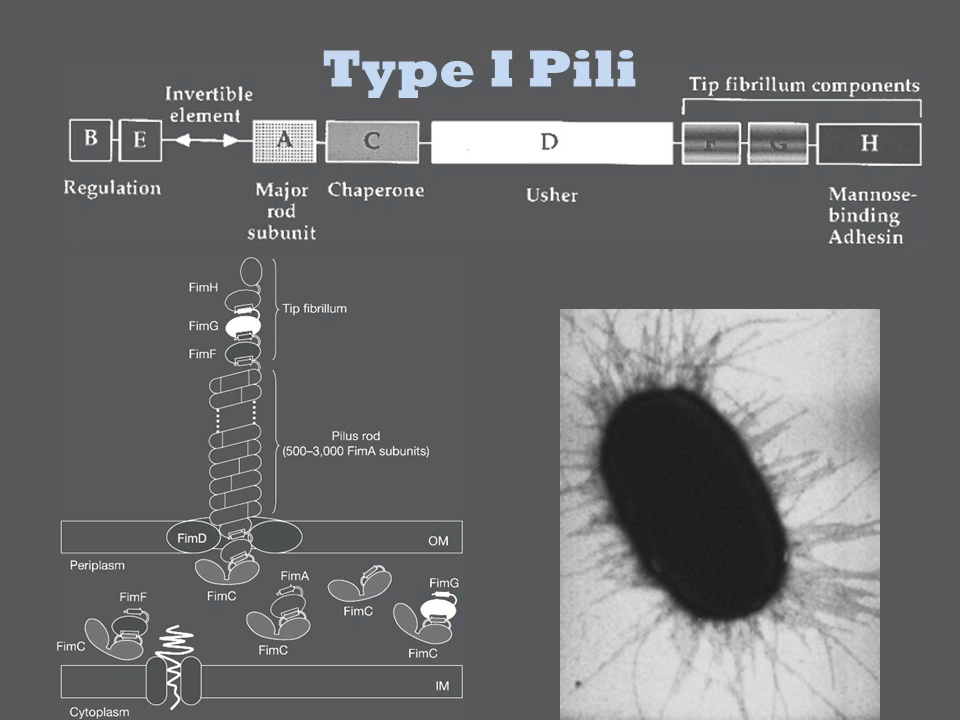 Type I Pili
Tip fibrillum components
Invertible
element
B
E
A
C
D
F
G
H
Regulation
Major
rod
subunit
Chaperone
Usher
Mannose-
binding
Adhesin
FimH
FimG
FimF
Tip fibrillum
Pilus rod
(500–3,000 FimA subunits)
FimD
OM
Periplasm
FimC
FimA
FimC
FimC
FimG
FimC
FimF
FimC
IM
Cytoplasm